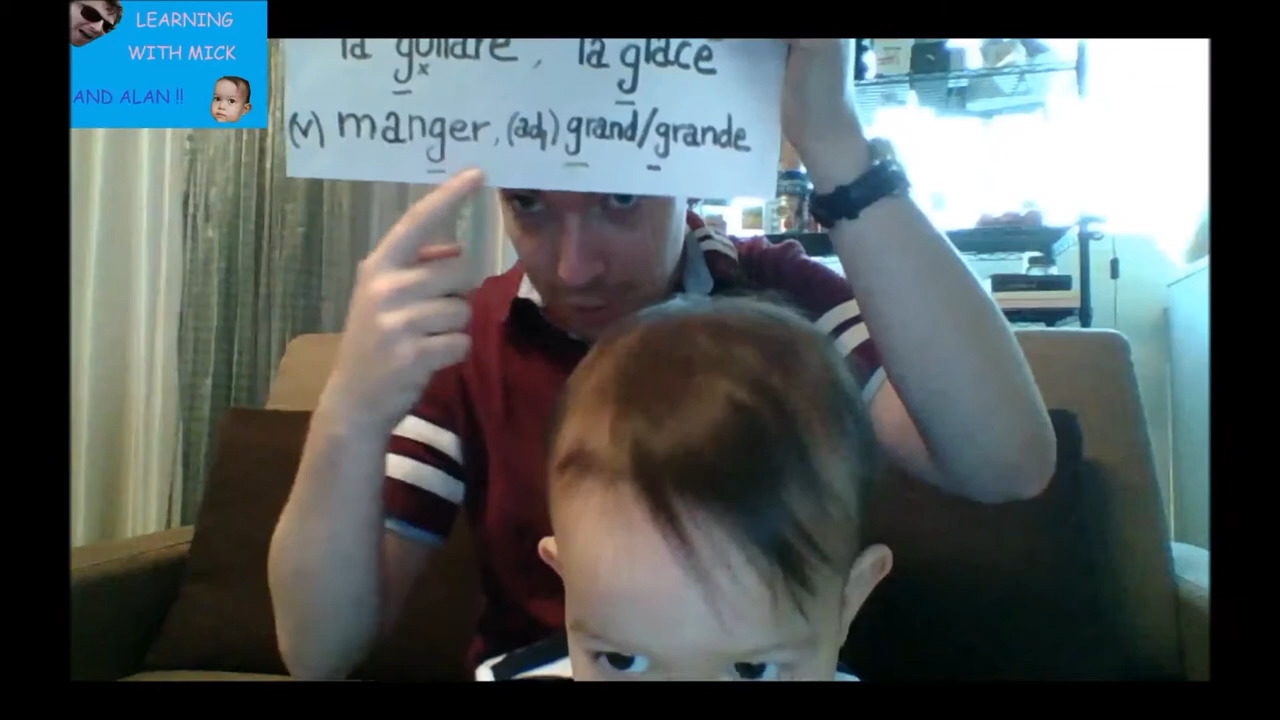 LEARNING
WITH MICK
AND ALAN !!
la guitare, la glace
(v) manger, (adj) grand/grande